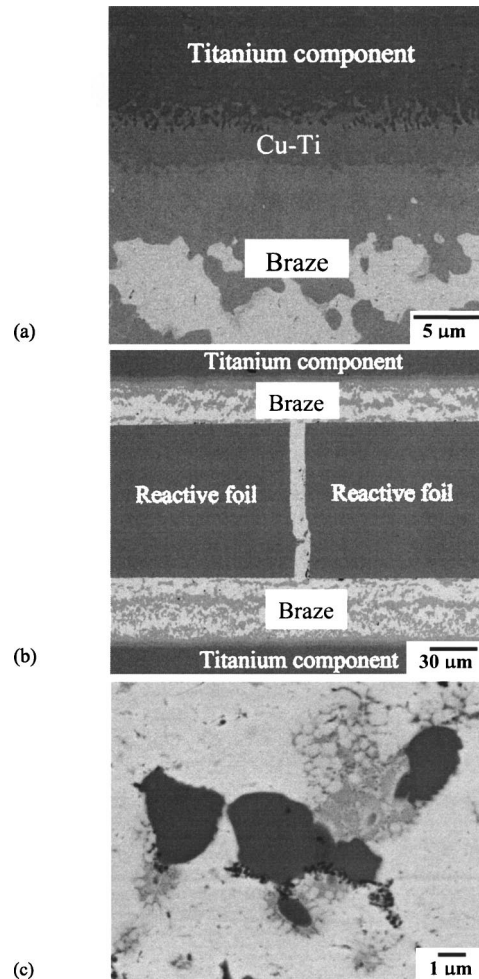 Titanium component
Cu-Ti
Braze
5 μm
(a)
Titanium component
Braze
Reactive foil Reactive foil
Braze
Titanium component
30 μm
(b)
1 μm
(c)